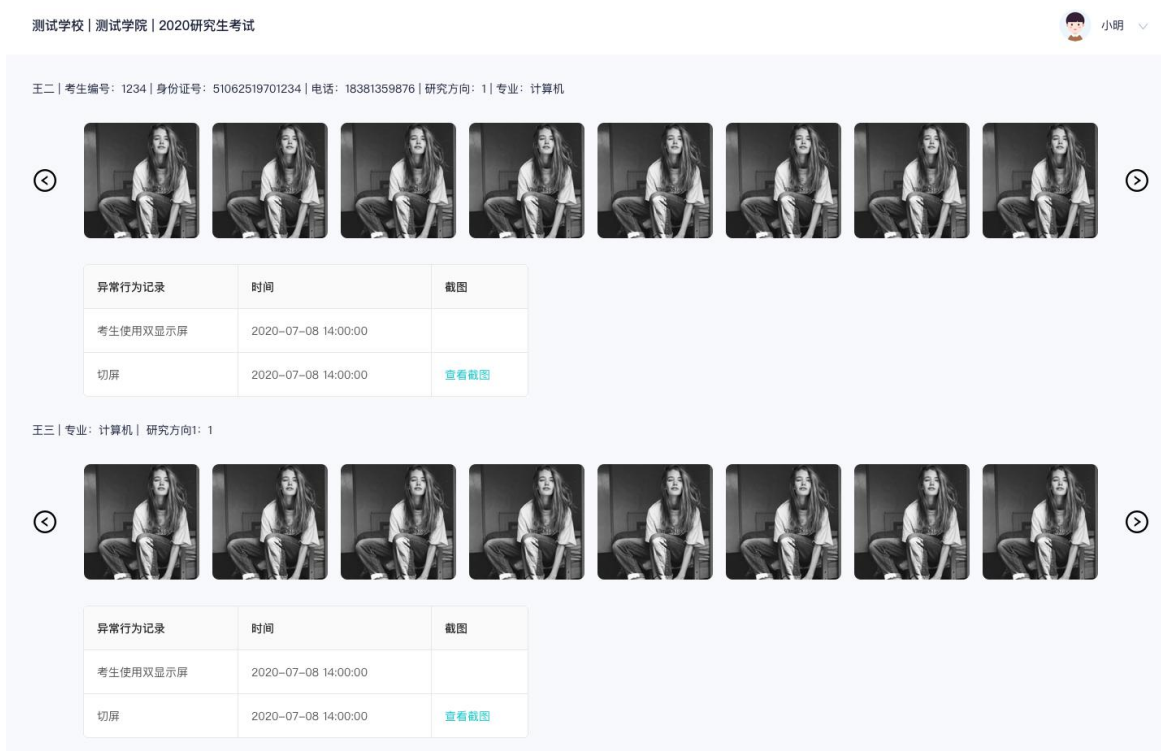 测试学校 | 测试学院 | 2020研究生考试 小明
王二 | 考生编号：1234 | 身份证号：51062519701234 | 电话：18381359876 | 研究方向：1 | 专业：计算机
异常行为记录 时间 截图
考生使用双显示屏 2020-07-08 14:00:00
切屏 2020-07-08 14:00:00 查看截图
王三 | 专业：计算机 | 研究方向1：1
异常行为记录 时间 截图
考生使用双显示屏 2020-07-08 14:00:00
切屏 2020-07-08 14:00:00 查看截图